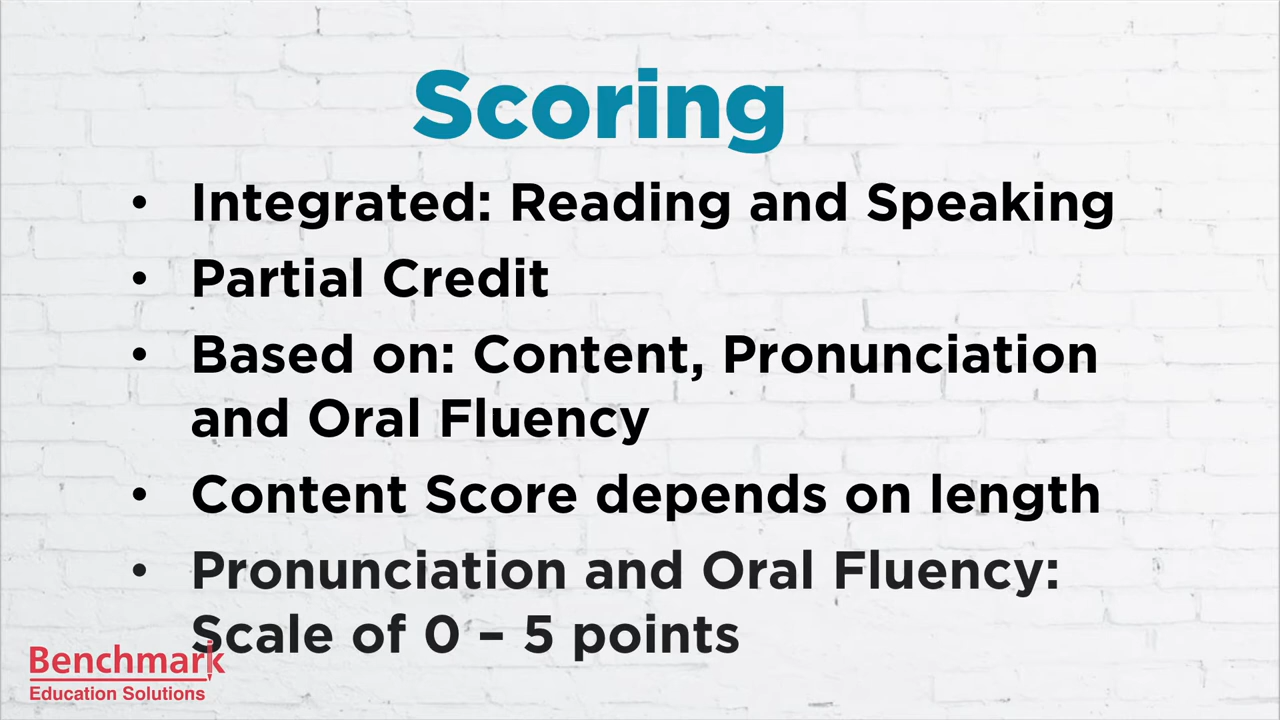 Scoring
• Integrated: Reading and Speaking
• Partial Credit
• Based on: Content, Pronunciation
and Oral Fluency
• Content Score depends on length
• Pronunciation and Oral Fluency:
Scale of 0 – 5 points
Benchmark
Education Solutions